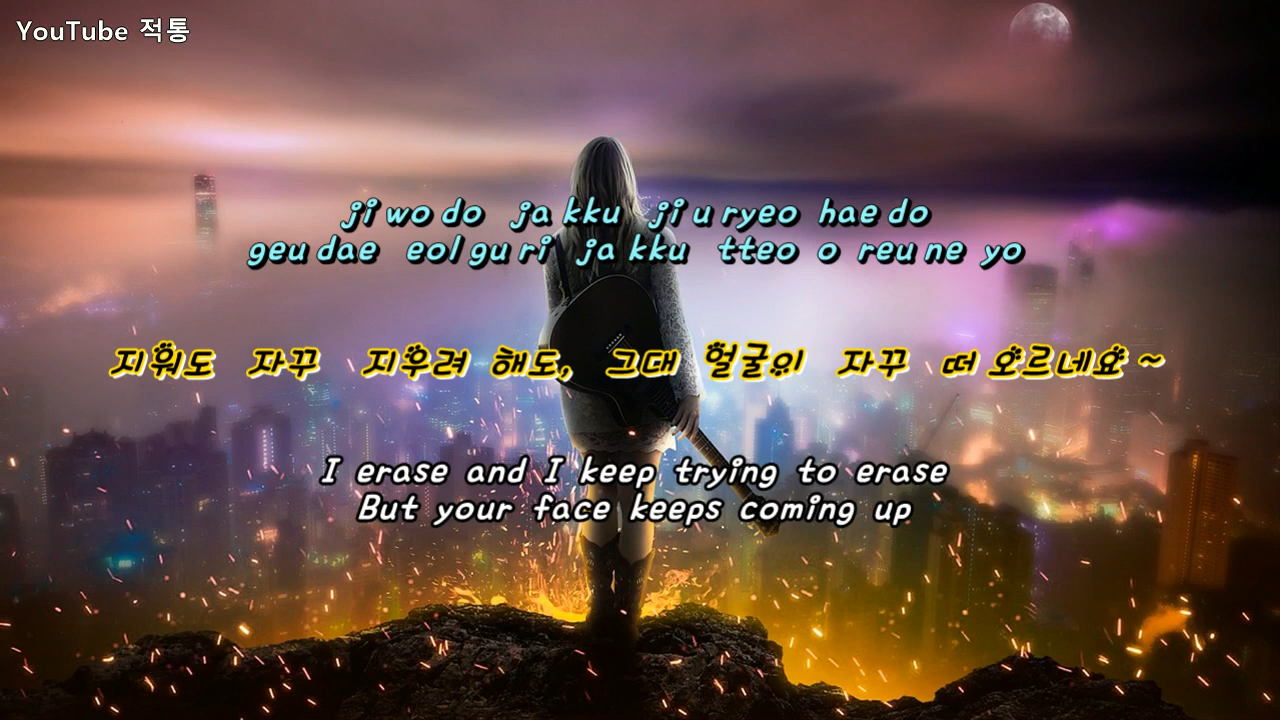 YouTube 적통
ji wo do ja kku ji u ryeo hae do
geu dae eol gu ri ja kku tteo o reu ne yo
지워도 자꾸 지우려 해도, 그대 얼굴이 자꾸 떠 오르네요 ~
I erase and I keep trying to erase
But your face keeps coming up